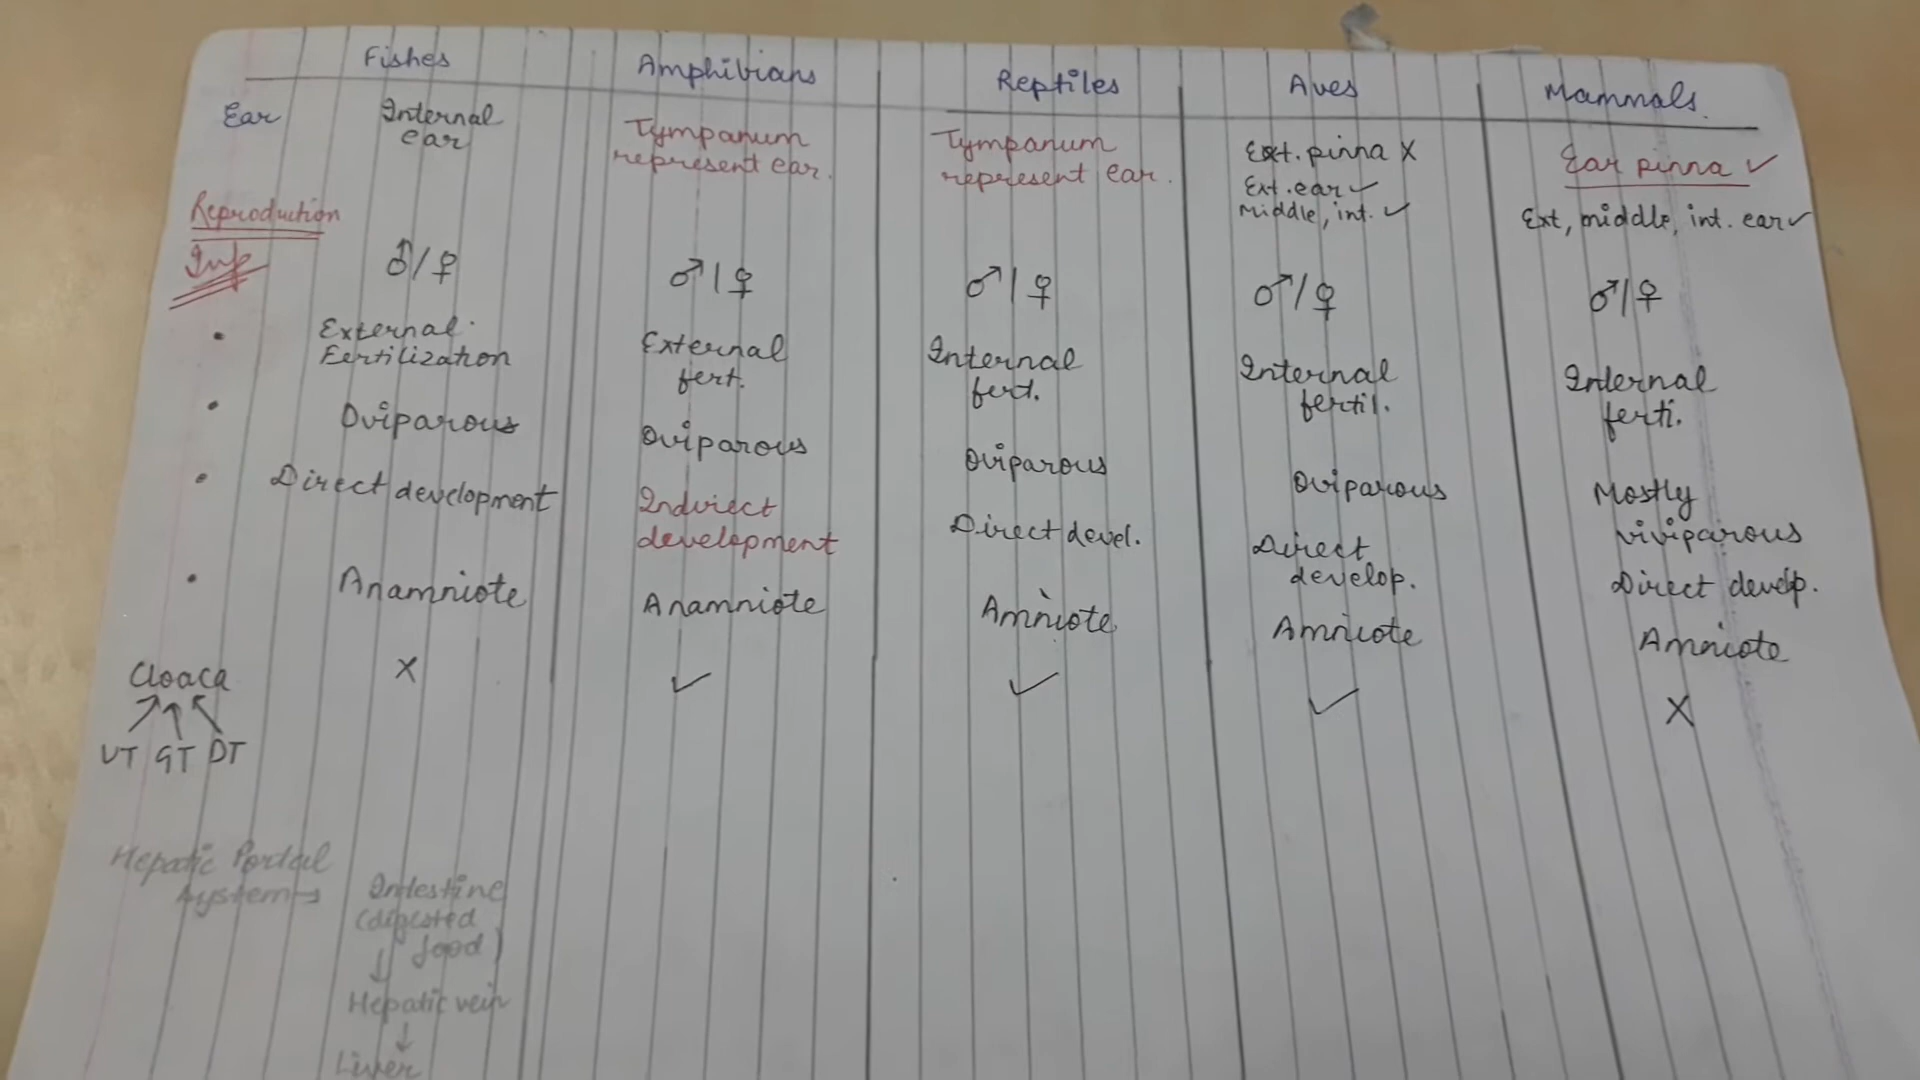 Fishes Amphibians Reptiles Aves Mammals.
Ear Internal ear Tympanum represent ear. Tympanum represent ear. Ext. pinna X Ear pinna ✓
Ext. ear ✓
Middle, int. ✓ Ext, middle, int. ear ✓
Reproduction
Imp ♂/♀ ♂/♀ ♂/♀ ♂/♀ ♂/♀
• External Fertilization External fert. Internal fert. Internal fertil. Internal ferti.
• Oviparous Oviparous Oviparous Oviparous Mostly viviparous
• Direct development Indirect development Direct devel. Direct develop. Direct develop.
• Anamniote Anamniote Amniote Amniote Amniote
Cloaca X ✓ ✓ ✓ X
UT GT DT
Hepatic Portal
System → Intestine
(digested
food)
↓
Hepatic vein
↓
Liver